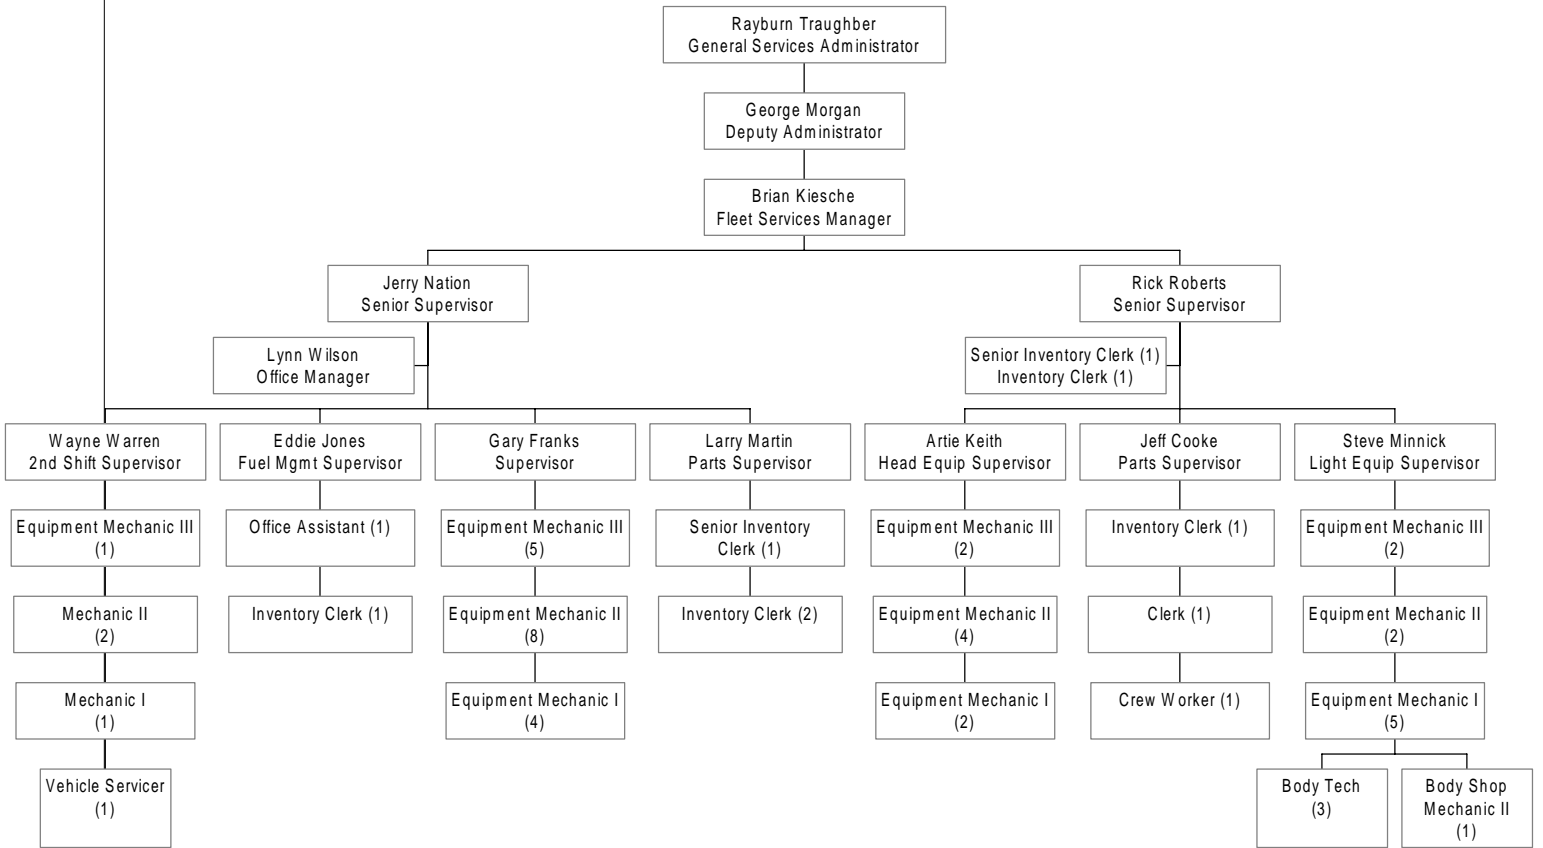 Rayburn Traughber
General Services Administrator
George Morgan
Deputy Administrator
Brian Kiesche
Fleet Services Manager
Jerry Nation
Senior Supervisor
Rick Roberts
Senior Supervisor
Lynn Wilson
Office Manager
Senior Inventory Clerk (1)
Inventory Clerk (1)
Wayne Warren
2nd Shift Supervisor
Eddie Jones
Fuel Mgmt Supervisor
Gary Franks
Supervisor
Larry Martin
Parts Supervisor
Artie Keith
Head Equip Supervisor
Jeff Cooke
Parts Supervisor
Steve Minnick
Light Equip Supervisor
Equipment Mechanic III
(1)
Office Assistant (1)
Equipment Mechanic III
(5)
Senior Inventory
Clerk (1)
Equipment Mechanic III
(2)
Inventory Clerk (1)
Equipment Mechanic III
(2)
Mechanic II
(2)
Inventory Clerk (1)
Equipment Mechanic II
(8)
Inventory Clerk (2)
Equipment Mechanic II
(4)
Clerk (1)
Equipment Mechanic II
(2)
Mechanic I
(1)
Equipment Mechanic I
(4)
Equipment Mechanic I
(2)
Crew Worker (1)
Equipment Mechanic I
(5)
Vehicle Servicer
(1)
Body Tech
(3)
Body Shop
Mechanic II
(1)